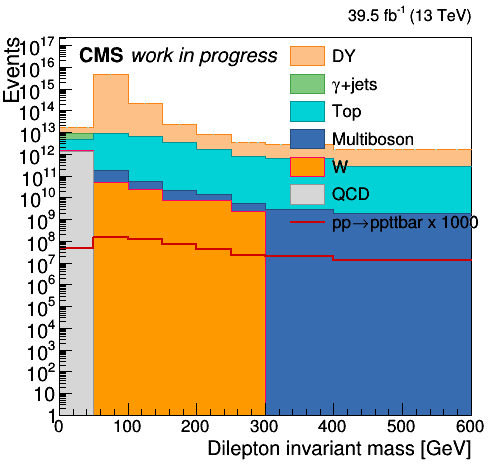 39.5 fb⁻¹ (13 TeV)
Events
CMS work in progress
DY
γ+jets
Top
Multiboson
W
QCD
pp→ppttbar x 1000
10¹⁷
10¹⁶
10¹⁵
10¹⁴
10¹³
10¹²
10¹¹
10¹⁰
10⁹
10⁸
10⁷
10⁶
10⁵
10⁴
10³
10²
10
1
0 100 200 300 400 500 600
Dilepton invariant mass [GeV]